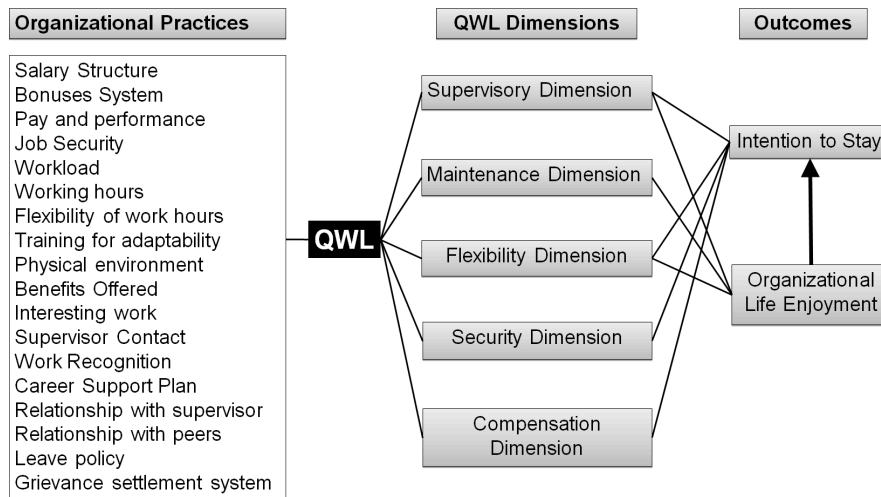 Organizational Practices
QWL Dimensions
Outcomes
Salary Structure
Bonuses System
Pay and performance
Job Security
Workload
Working hours
Flexibility of work hours
Training for adaptability
Physical environment
Benefits Offered
Interesting work
Supervisor Contact
Work Recognition
Career Support Plan
Relationship with supervisor
Relationship with peers
Leave policy
Grievance settlement system
QWL
Supervisory Dimension
Maintenance Dimension
Flexibility Dimension
Security Dimension
Compensation
Dimension
Intention to Stay
Organizational
Life Enjoyment